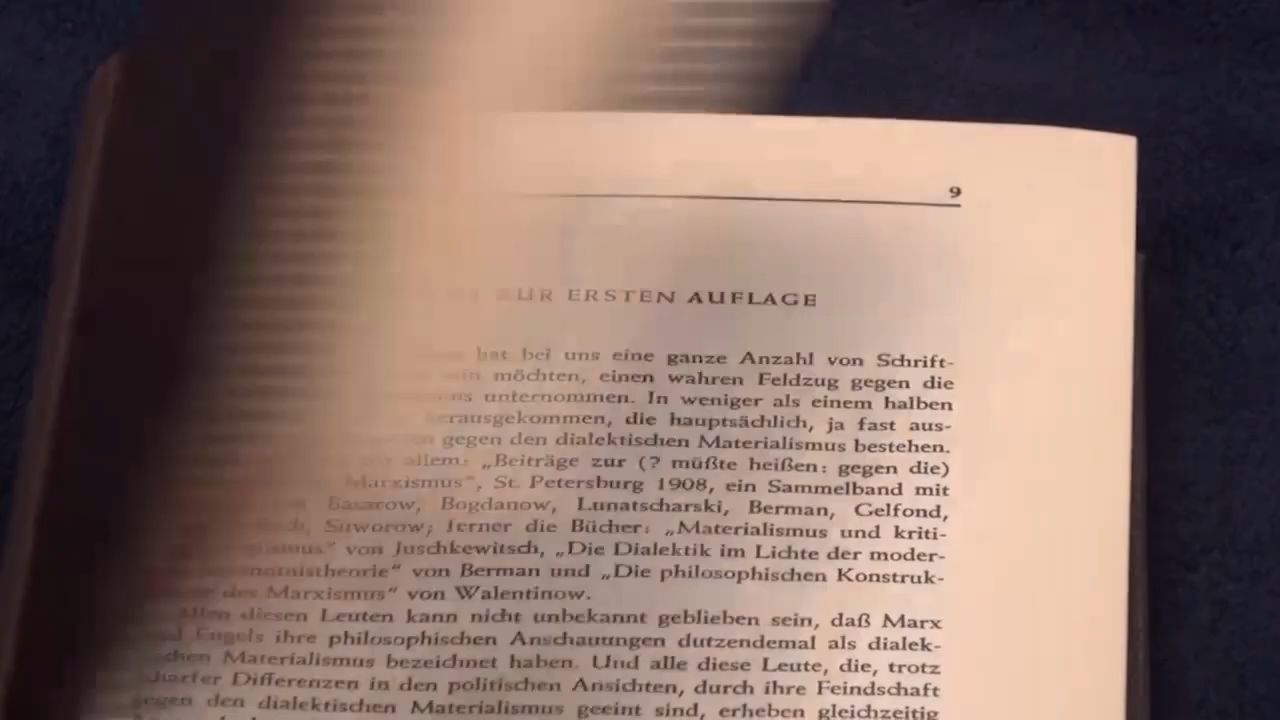 9
ZUR ERSTEN AUFLAGE
hat bei uns eine ganze Anzahl von Schrift-
sein möchten, einen wahren Feldzug gegen die
unternommen. In weniger als einem halben
herausgekommen, die hauptsächlich, ja fast aus-
gegen den dialektischen Materialismus bestehen.
allem: „Beiträge zur (? müßte heißen: gegen die)
Marxismus“, St. Petersburg 1908, ein Sammelband mit
Basarow, Bogdanow, Lunatscharski, Berman, Gelfond,
Suworow; ferner die Bücher: „Materialismus und kriti-
von Juschkewitsch, „Die Dialektik im Lichte der moder-
von Berman und „Die philosophischen Konstruk-
des Marxismus“ von Walentinow.
Allen diesen Leuten kann nicht unbekannt geblieben sein, daß Marx
und Engels ihre philosophischen Anschauungen dutzendemal als dialek-
tischen Materialismus bezeichnet haben. Und alle diese Leute, die, trotz
scharfer Differenzen in den politischen Ansichten, durch ihre Feindschaft
gegen den dialektischen Materialismus geeint sind, erheben gleichzeitig